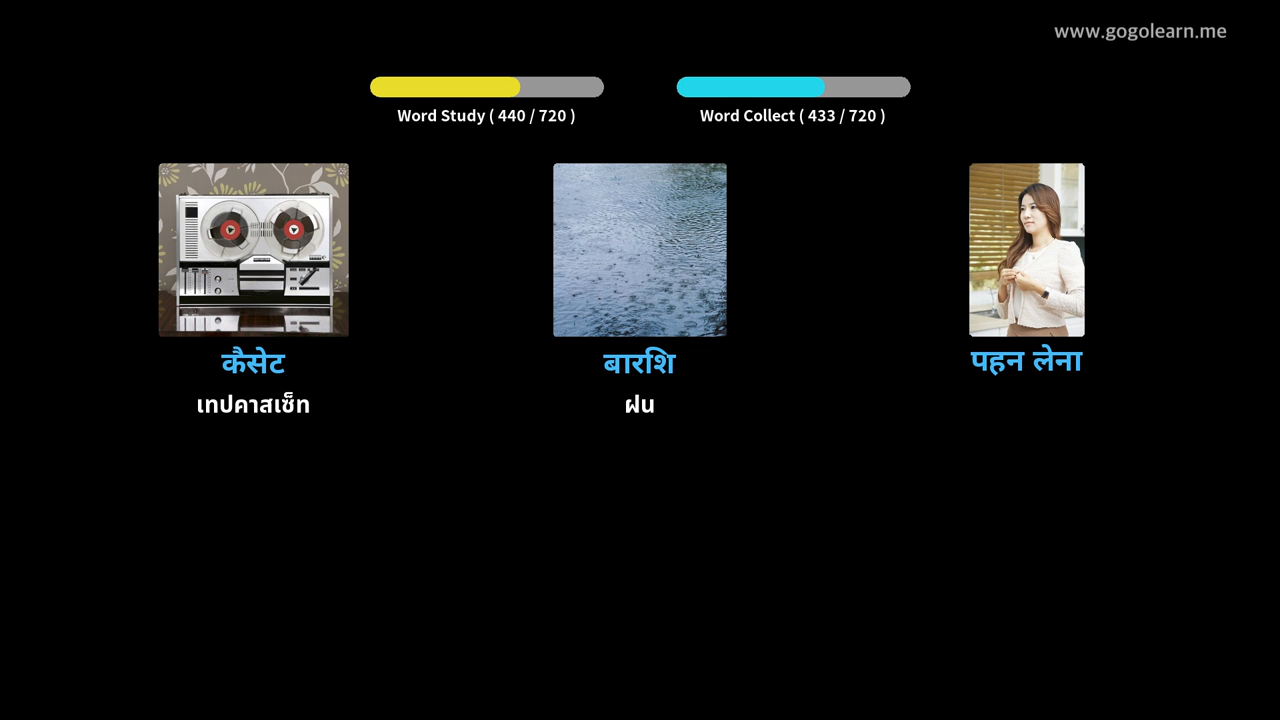 www.gogolearn.me
Word Study ( 440 / 720 )
Word Collect ( 433 / 720 )
कैसेट
बारिश
पहन लेना
เทปคาสเซ็ท
ฝน